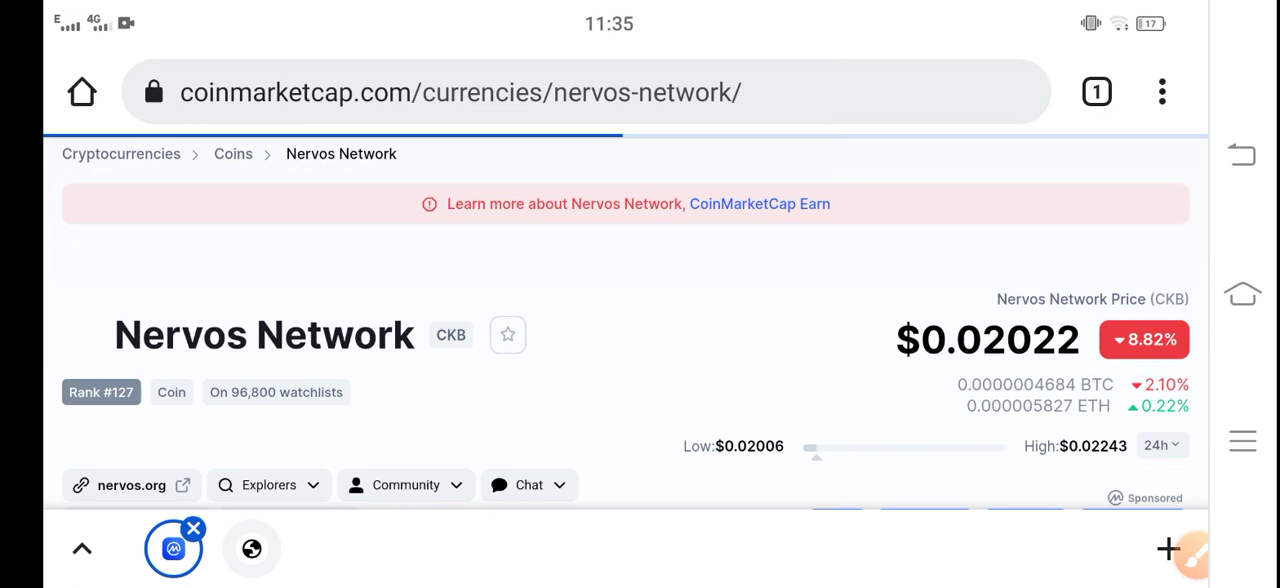 E 4G 11:35 17
coinmarketcap.com/currencies/nervos-network/ 1
Cryptocurrencies > Coins > Nervos Network
Learn more about Nervos Network, CoinMarketCap Earn
Nervos Network Price (CKB)
Nervos Network CKB $0.02022 8.82%
Rank #127 Coin On 96,800 watchlists
0.0000004684 BTC 2.10%
0.000005827 ETH 0.22%
Low:$0.02006 High:$0.02243 24h
nervos.org Explorers Community Chat
Sponsored